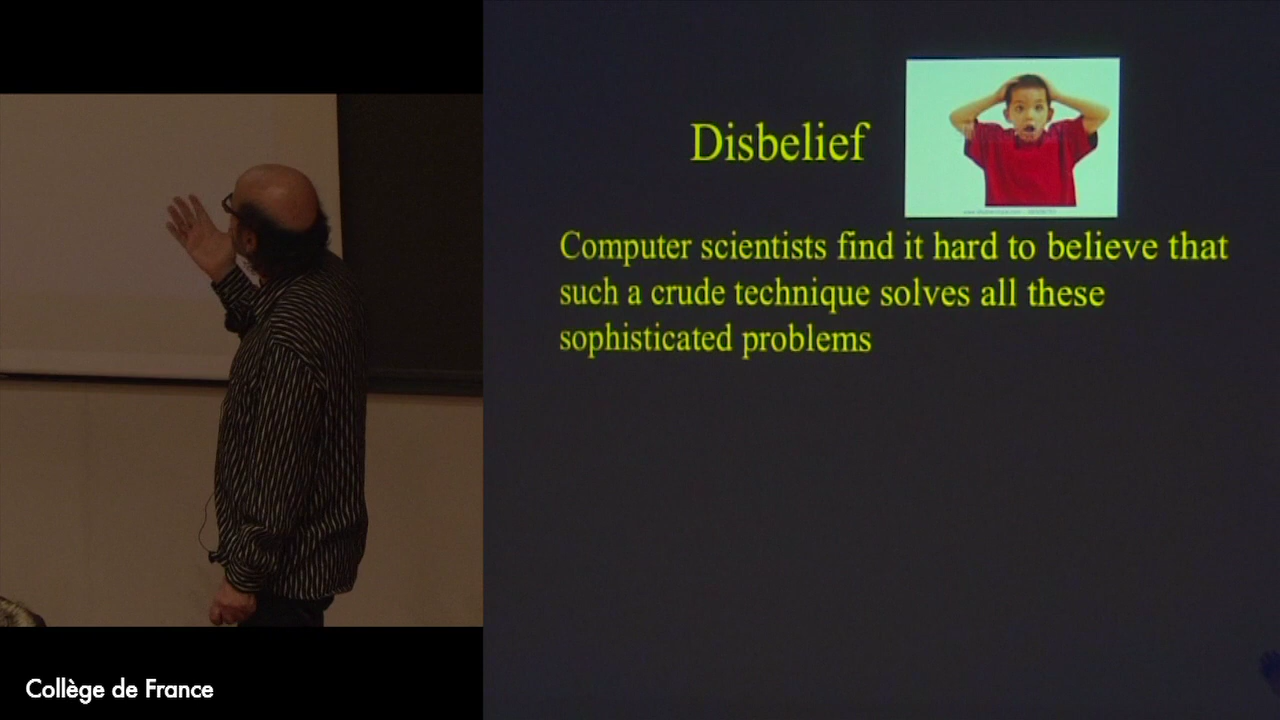 Disbelief
Computer scientists find it hard to believe that
such a crude technique solves all these
sophisticated problems
Collège de France